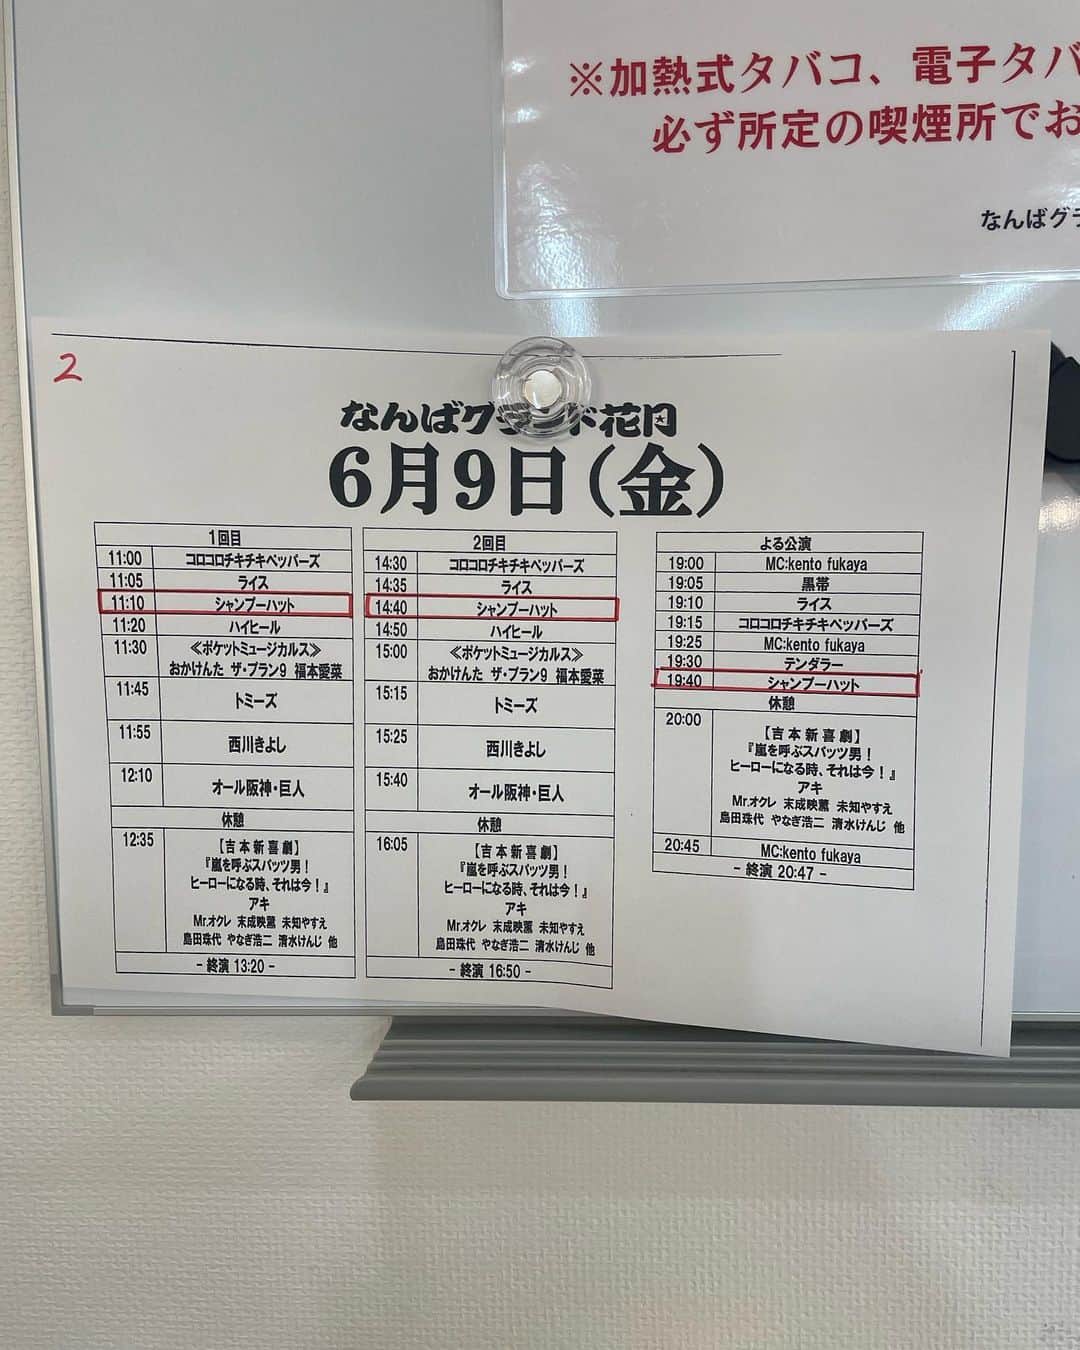 ※加熱式タバコ、電子タバ
必ず所定の喫煙所でお
なんばグラ
2
なんばグランド花月
6月9日(金)
1回目
11:00 コロコロチキチキペッパーズ
11:05 ライス
11:10 シャンプーハット
11:20 ハイヒール
11:30 ≪ポケットミュージカルス≫
おかけんた ザ・プラン9 福本愛菜
11:45 トミーズ
11:55 西川きよし
12:10 オール阪神・巨人
休憩
12:35 【吉本新喜劇】
『嵐を呼ぶスパッツ男!
ヒーローになる時、それは今!』
アキ
Mr.オクレ 末成映薫 未知やすえ
島田珠代 やなぎ浩二 清水けんじ 他
- 終演 13:20 -
2回目
14:30 コロコロチキチキペッパーズ
14:35 ライス
14:40 シャンプーハット
14:50 ハイヒール
15:00 ≪ポケットミュージカルス≫
おかけんた ザ・プラン9 福本愛菜
15:15 トミーズ
15:25 西川きよし
15:40 オール阪神・巨人
休憩
16:05 【吉本新喜劇】
『嵐を呼ぶスパッツ男!
ヒーローになる時、それは今!』
アキ
Mr.オクレ 末成映薫 未知やすえ
島田珠代 やなぎ浩二 清水けんじ 他
- 終演 16:50 -
よる公演
19:00 MC:kento fukaya
19:05 黒帯
19:10 ライス
19:15 コロコロチキチキペッパーズ
19:25 MC:kento fukaya
19:30 テンダラー
19:40 シャンプーハット
休憩
20:00 【吉本新喜劇】
『嵐を呼ぶスパッツ男!
ヒーローになる時、それは今!』
アキ
Mr.オクレ 末成映薫 未知やすえ
島田珠代 やなぎ浩二 清水けんじ 他
20:45 MC:kento fukaya
- 終演 20:47 -